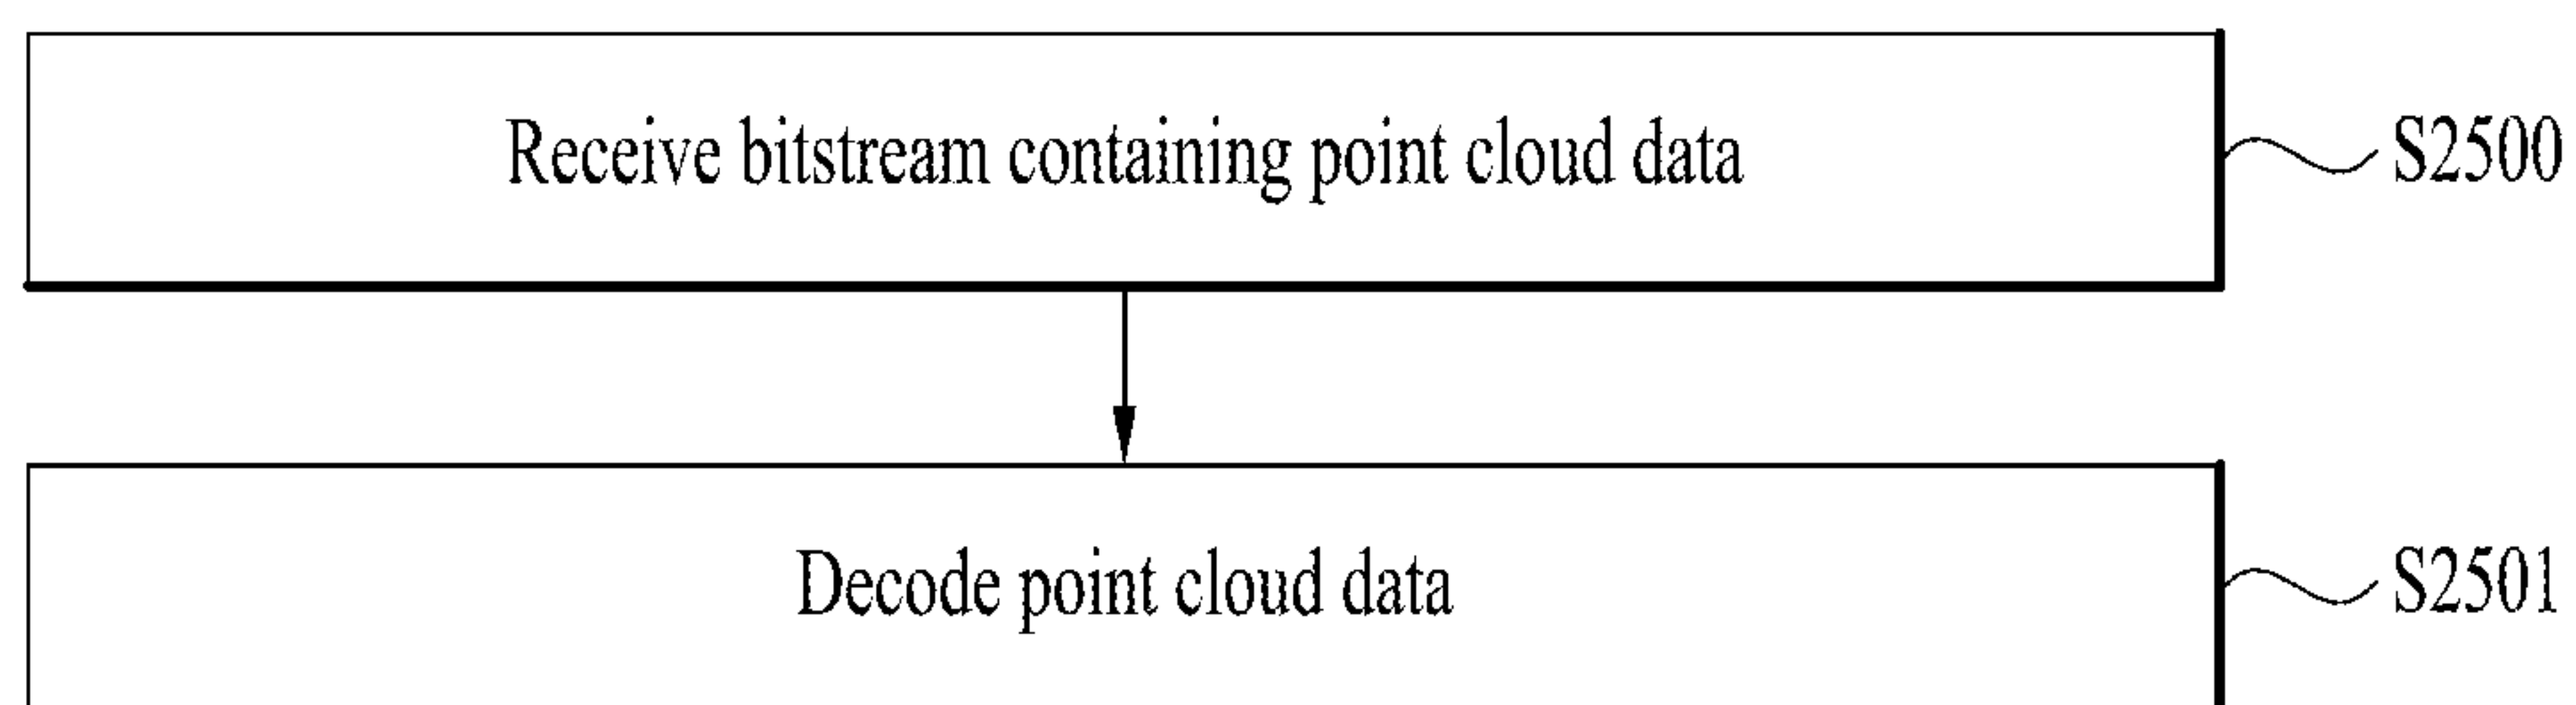 Receive bitstream containing point cloud data
S2500
Decode point cloud data
S2501